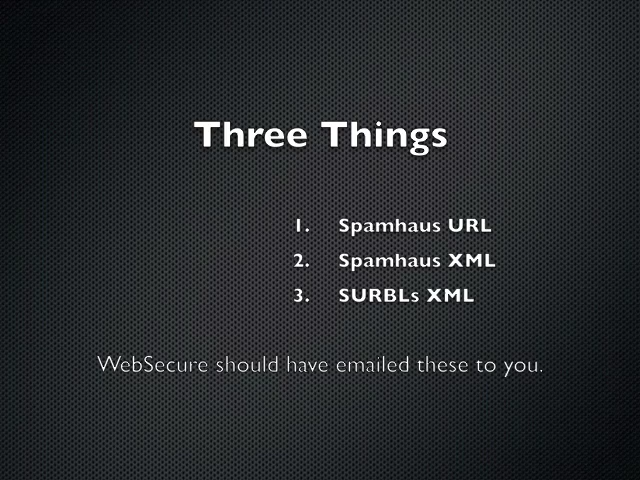 Three Things
1. Spamhaus URL
2. Spamhaus XML
3. SURBLs XML
WebSecure should have emailed these to you.